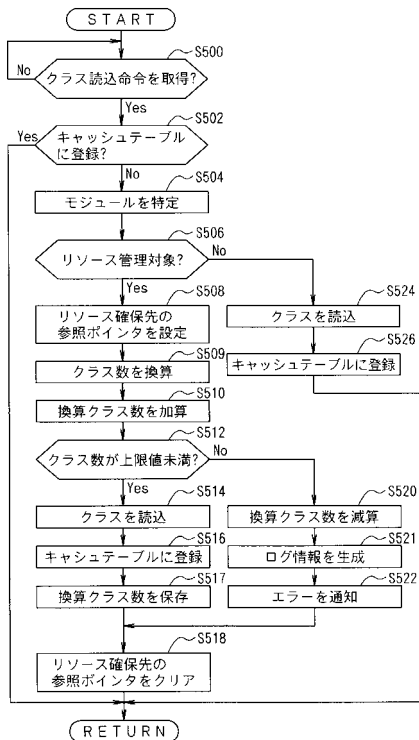 START
S500
No
クラス読込命令を取得?
Yes
S502
Yes
キャッシュテーブル
に登録?
No
S504
モジュールを特定
S506
リソース管理対象?
No
Yes
S508
リソース確保先の
参照ポインタを設定
S509
クラス数を換算
S510
換算クラス数を加算
S512
クラス数が上限値未満?
No
Yes
S514
クラスを読込
S516
キャシュテーブルに登録
S517
換算クラス数を保存
S524
クラスを読込
S526
キャッシュテーブルに登録
S520
換算クラス数を減算
S521
ログ情報を生成
S522
エラーを通知
S518
リソース確保先の
参照ポインタをクリア
RETURN